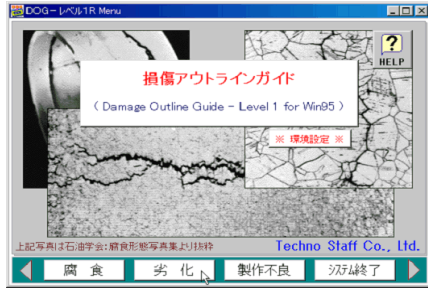 DOG－レベル1R Menu
?
HELP
損傷アウトラインガイド
( Damage Outline Guide - Level 1 for Win95 )
※ 環境設定 ※
上記写真は石油学会:腐食形態写真集より抜粋
Techno Staff Co., Ltd.
腐 食
劣 化
製作不良
システム終了